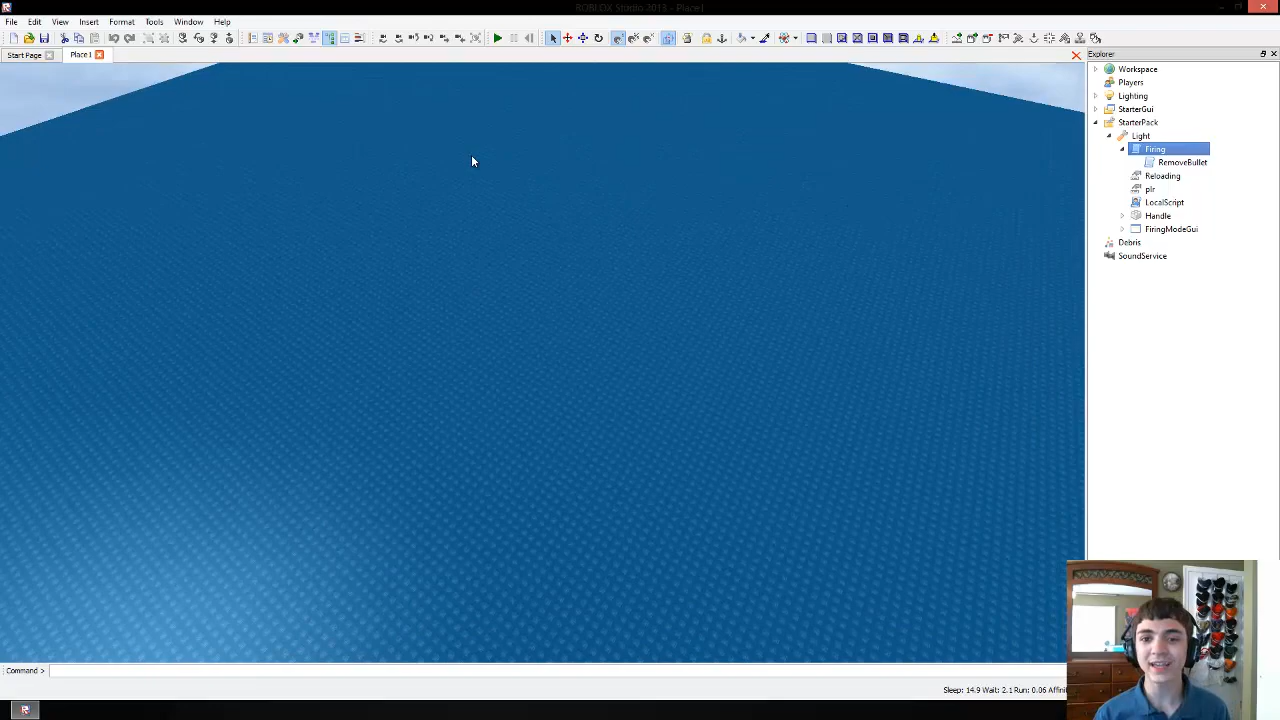 ROBLOX Studio 2013 - Place1
File Edit View Insert Format Tools Window Help
Start Page Place1
Explorer
Workspace
Players
Lighting
StarterGui
StarterPack
Light
Firing
RemoveBullet
Reloading
plr
LocalScript
Handle
FiringModeGui
Debris
SoundService
Command >
Sleep: 14.9 Wait: 2.1 Run: 0.06 Affini